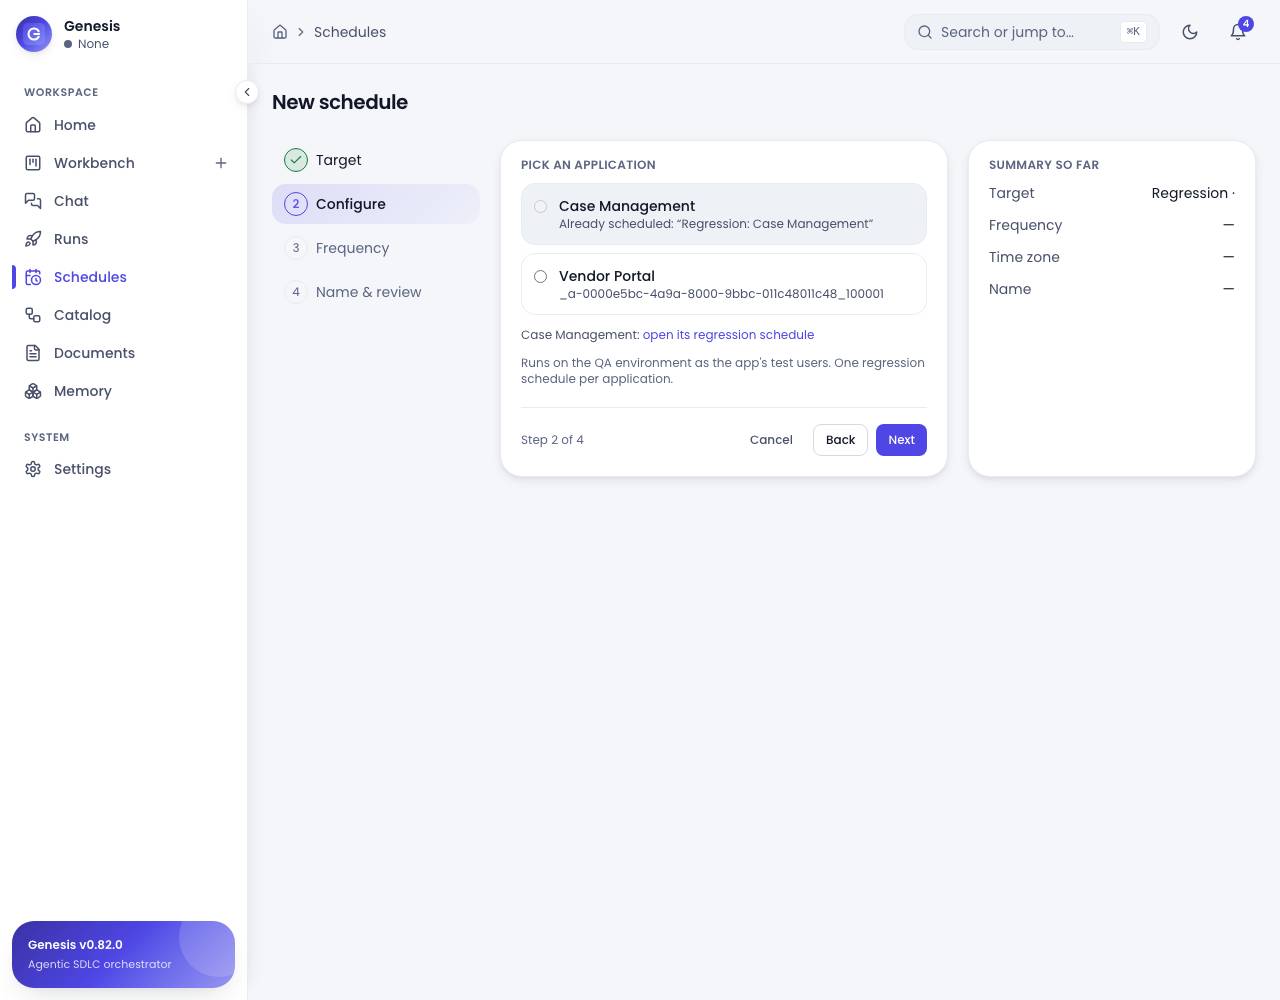 Genesis
None
WORKSPACE
Home
Workbench
Chat
Runs
Schedules
Catalog
Documents
Memory
SYSTEM
Settings
Genesis v0.82.0
Agentic SDLC orchestrator
Schedules
Search or jump to…
⌘K
4
New schedule
Target
2 Configure
3 Frequency
4 Name & review
PICK AN APPLICATION
Case Management
Already scheduled: “Regression: Case Management”
Vendor Portal
_a-0000e5bc-4a9a-8000-9bbc-011c48011c48_100001
Case Management: open its regression schedule
Runs on the QA environment as the app's test users. One regression
schedule per application.
Step 2 of 4
Cancel
Back
Next
SUMMARY SO FAR
Target Regression ·
Frequency —
Time zone —
Name —